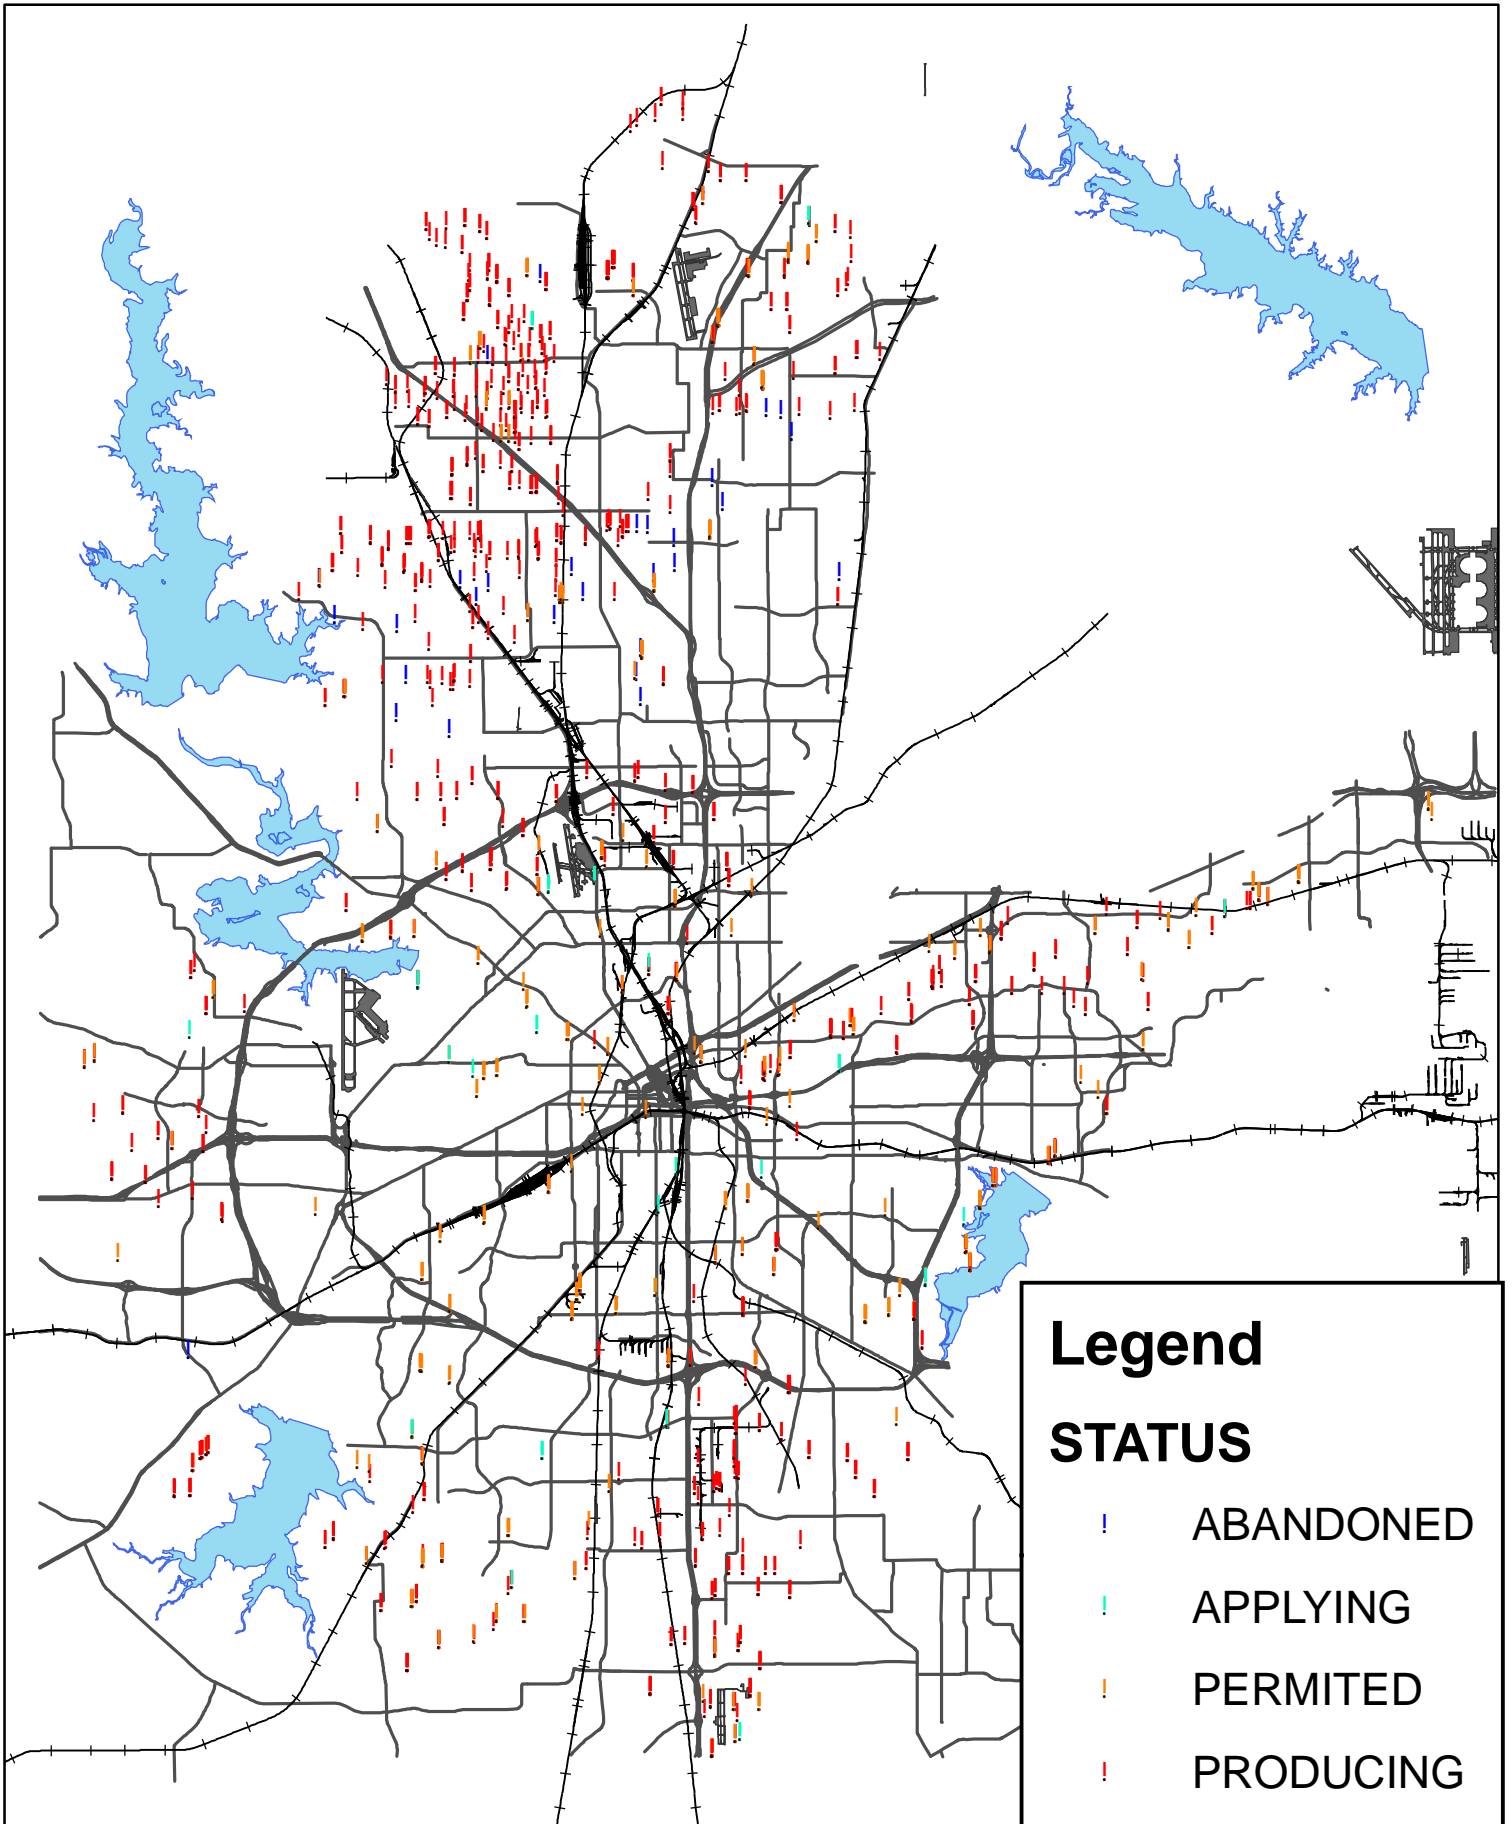 Legend
STATUS
ABANDONED
APPLYING
PERMITED
PRODUCING